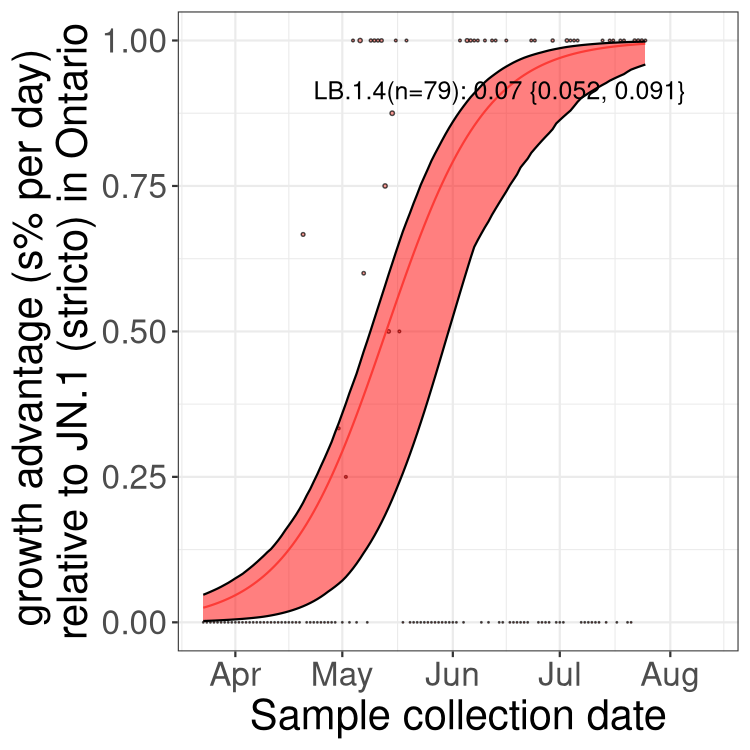 growth advantage (s% per day)
relative to JN.1 (stricto) in Ontario
1.00
0.75
0.50
0.25
0.00
LB.1.4(n=79): 0.07 {0.052, 0.091}
Apr May Jun Jul Aug
Sample collection date